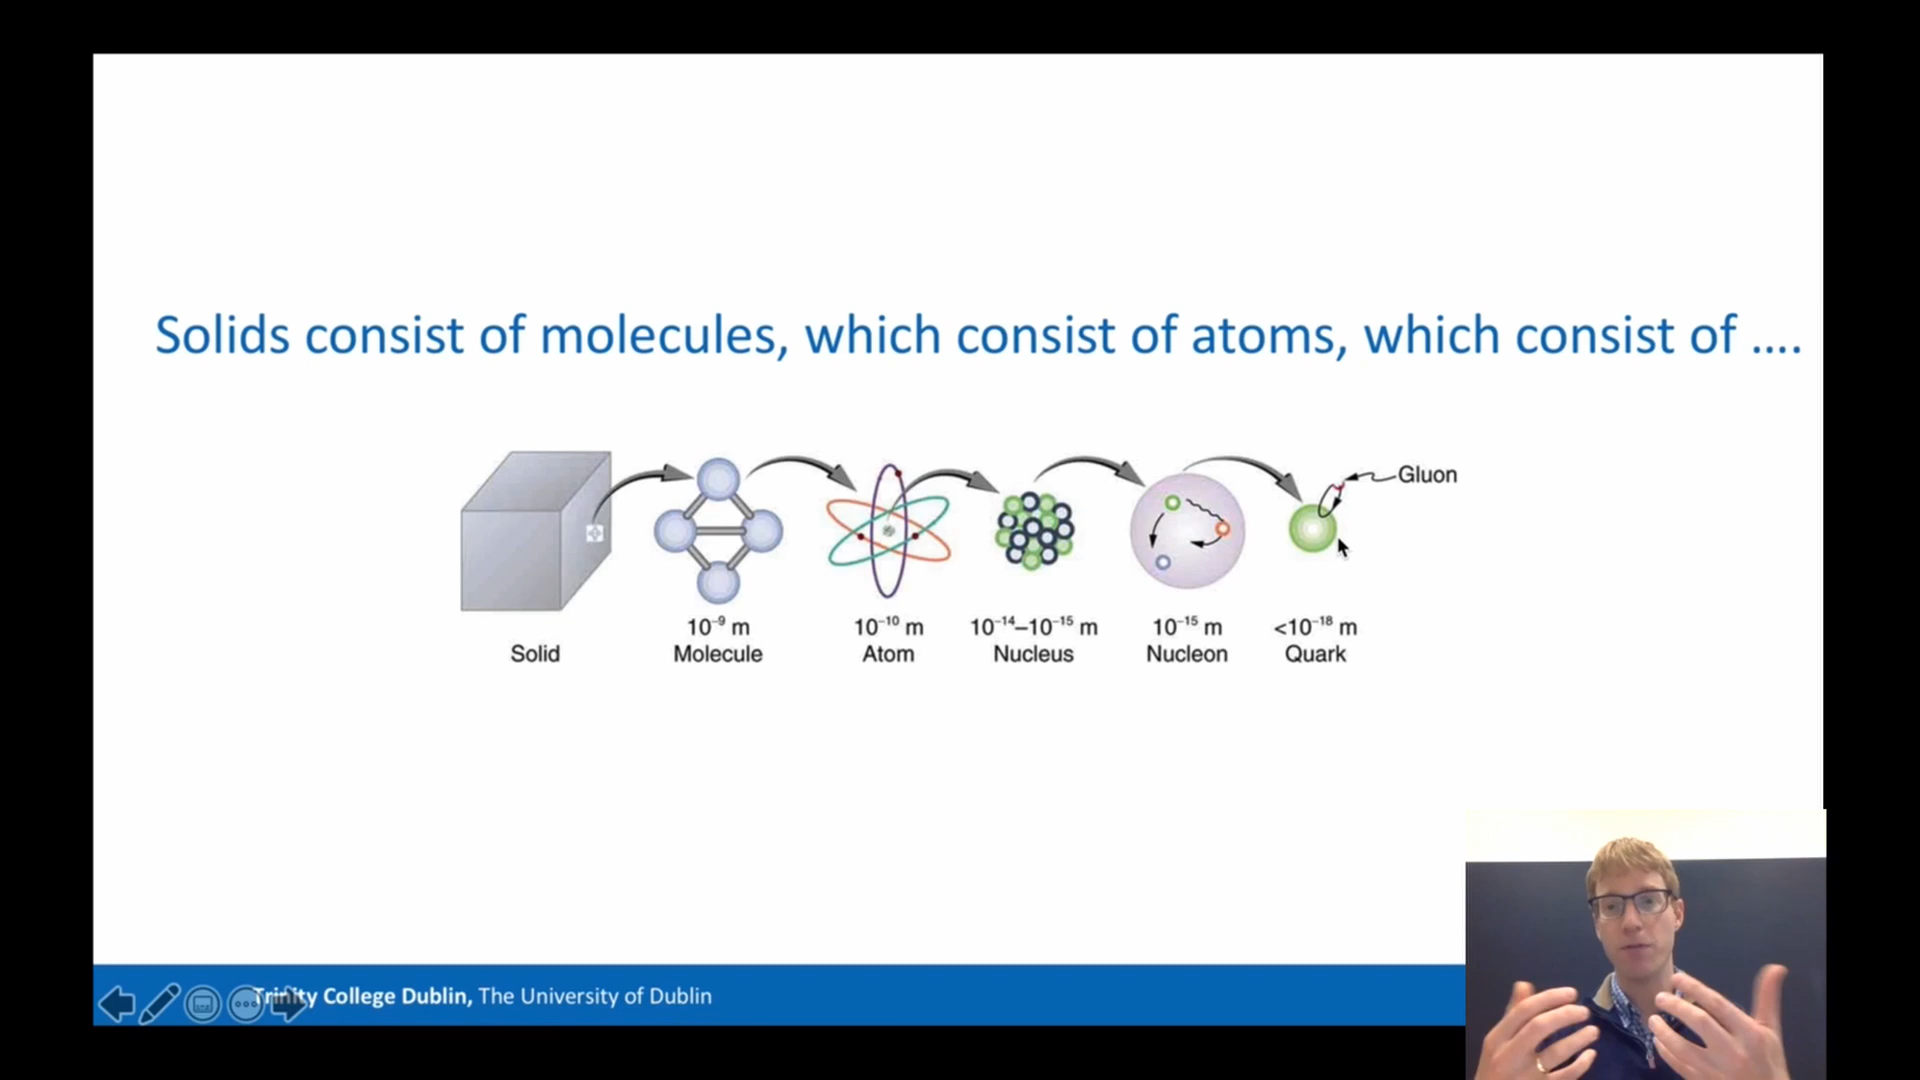 Solids consist of molecules, which consist of atoms, which consist of ....
Gluon
10⁻⁹ m
10⁻¹⁰ m
10⁻¹⁴–10⁻¹⁵ m
10⁻¹⁵ m
<10⁻¹⁸ m
Solid
Molecule
Atom
Nucleus
Nucleon
Quark
Trinity College Dublin, The University of Dublin